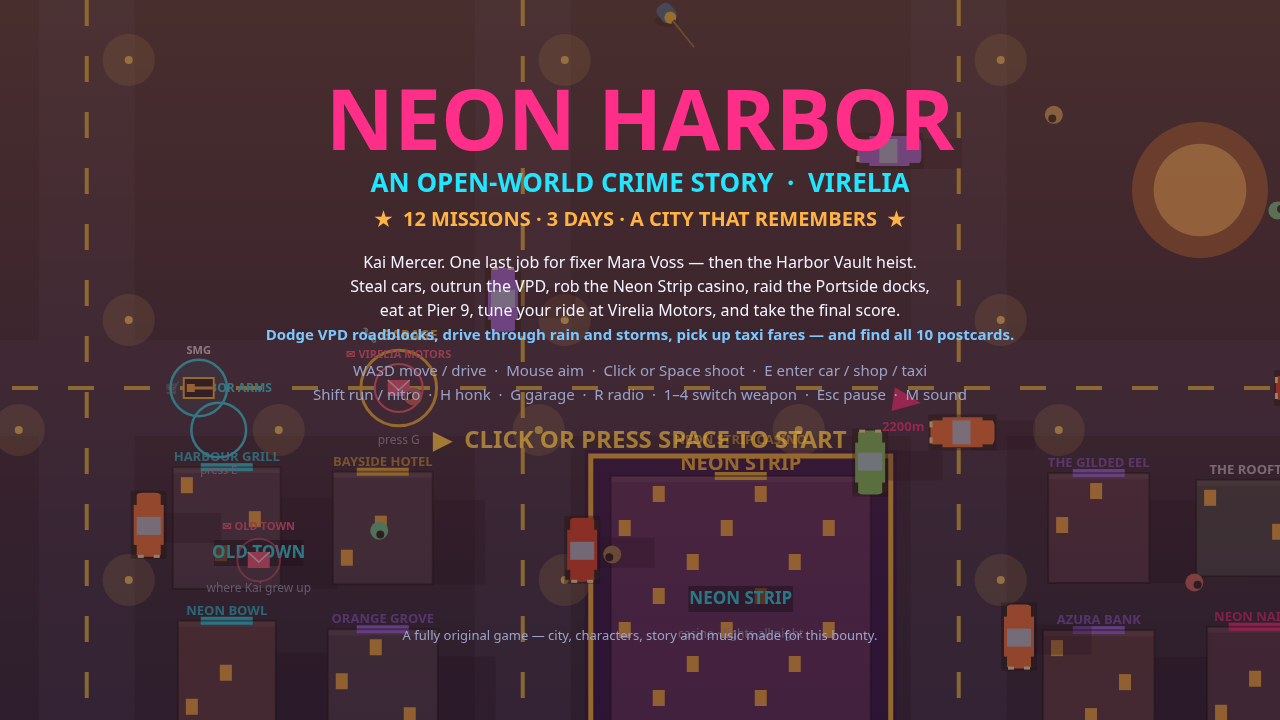 NEON HARBOR
AN OPEN-WORLD CRIME STORY · VIRELIA
★ 12 MISSIONS · 3 DAYS · A CITY THAT REMEMBERS ★
Kai Mercer. One last job for fixer Mara Voss — then the Harbor Vault heist.
Steal cars, outrun the VPD, rob the Neon Strip casino, raid the Portside docks,
eat at Pier 9, tune your ride at Virelia Motors, and take the final score.
Dodge VPD roadblocks, drive through rain and storms, pick up taxi fares — and find all 10 postcards.
SMG
✉ VIRELIA MOTORS
WASD move / drive · Mouse aim · Click or Space shoot · E enter car / shop / taxi
OR ARMS
Shift run / nitro · H honk · G garage · R radio · 1–4 switch weapon · Esc pause · M sound
2200m
press G
▶ CLICK OR PRESS SPACE TO START
HARBOUR GRILL
press E
BAYSIDE HOTEL
NEON STRIP
THE GILDED EEL
THE ROOFT
✉ OLD TOWN
OLD TOWN
where Kai grew up
NEON STRIP
NEON BOWL
ORANGE GROVE
AZURA BANK
NEON NAI
A fully original game — city, characters, story and music made for this bounty.